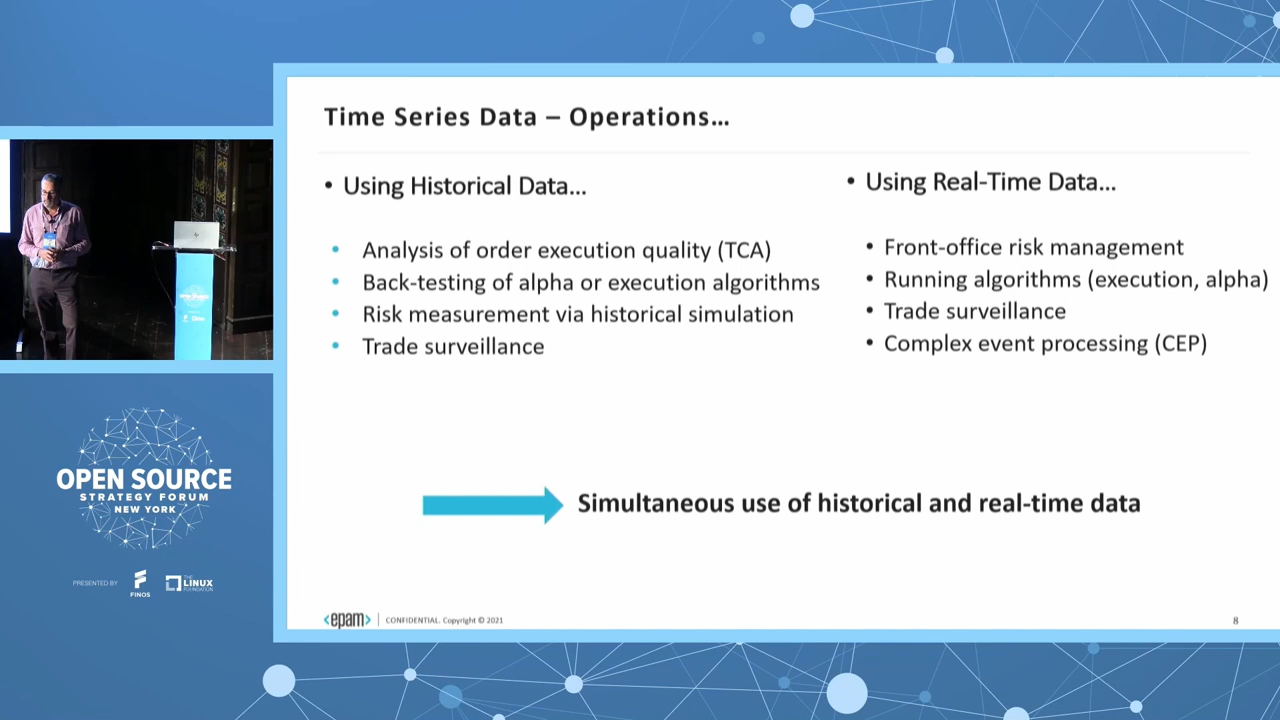 Time Series Data – Operations…
• Using Historical Data…
• Analysis of order execution quality (TCA)
• Back-testing of alpha or execution algorithms
• Risk measurement via historical simulation
• Trade surveillance
• Using Real-Time Data…
• Front-office risk management
• Running algorithms (execution, alpha)
• Trade surveillance
• Complex event processing (CEP)
Simultaneous use of historical and real-time data
<epam> | CONFIDENTIAL. Copyright © 2021
8
OPEN SOURCE
STRATEGY FORUM
NEW YORK
PRESENTED BY
FINOS
THE
LINUX
FOUNDATION